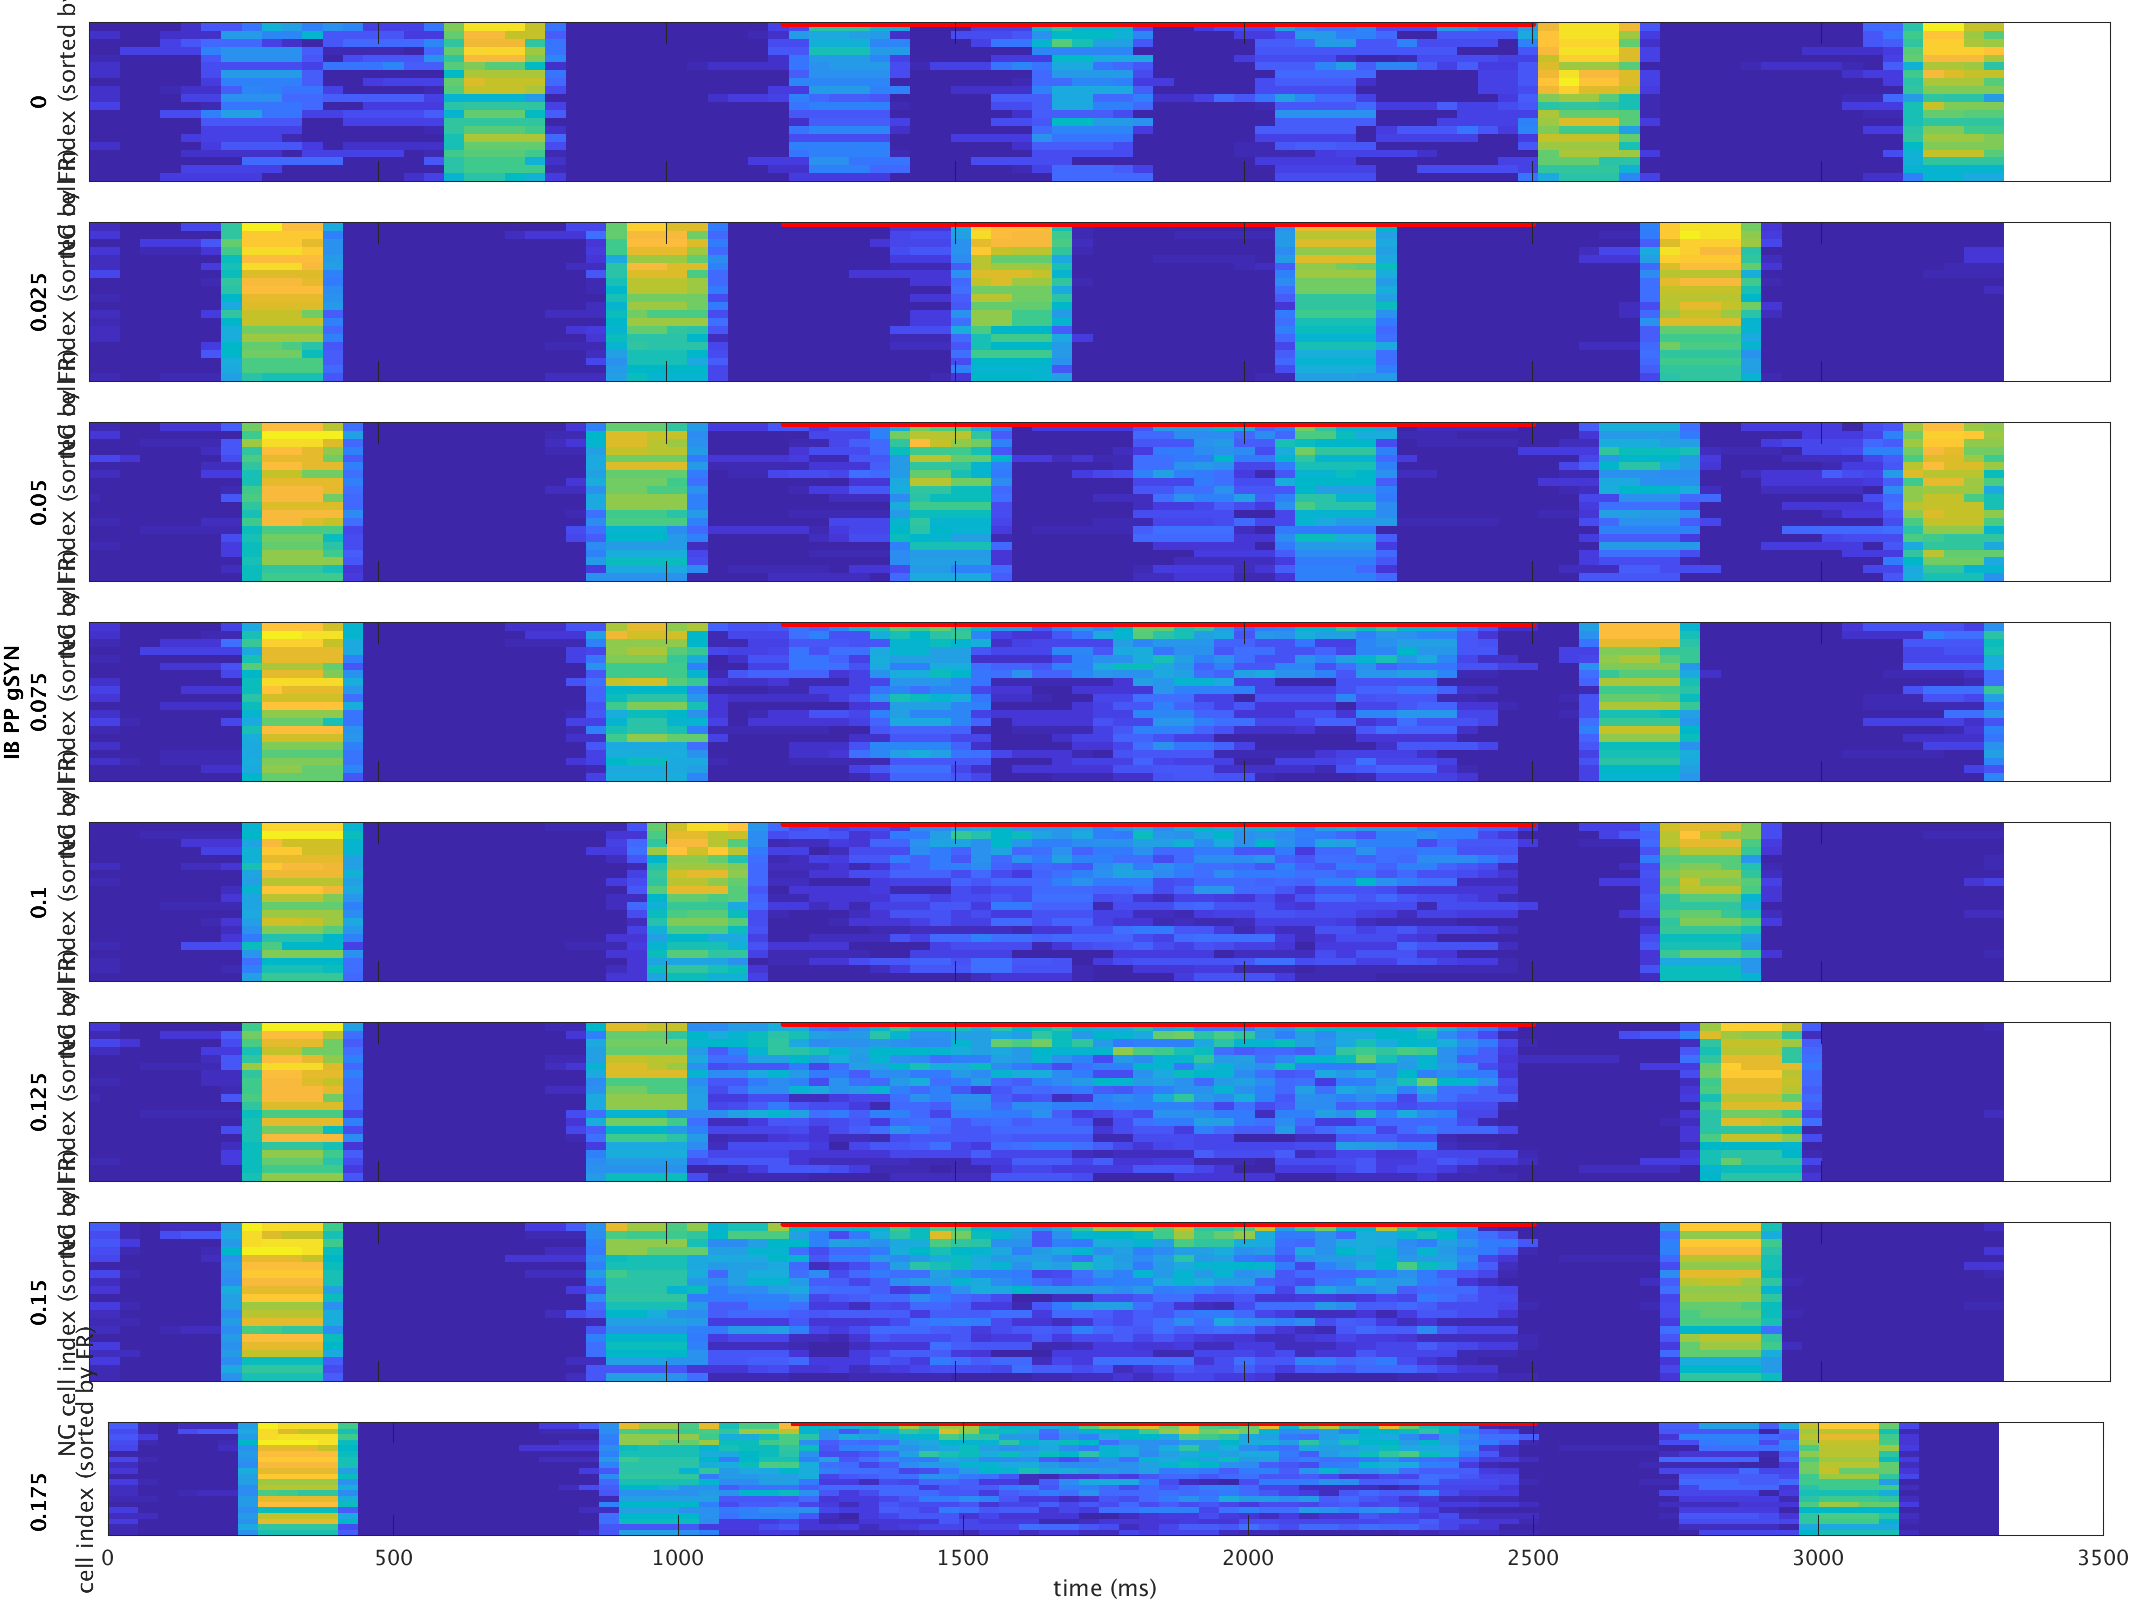 IB PP gSYN
0
0.025
0.05
0.075
0.1
0.125
0.15
0.175
NG cell index (sorted by FR)
cell index (sorted by FR)
0 500 1000 1500 2000 2500 3000 3500
time (ms)